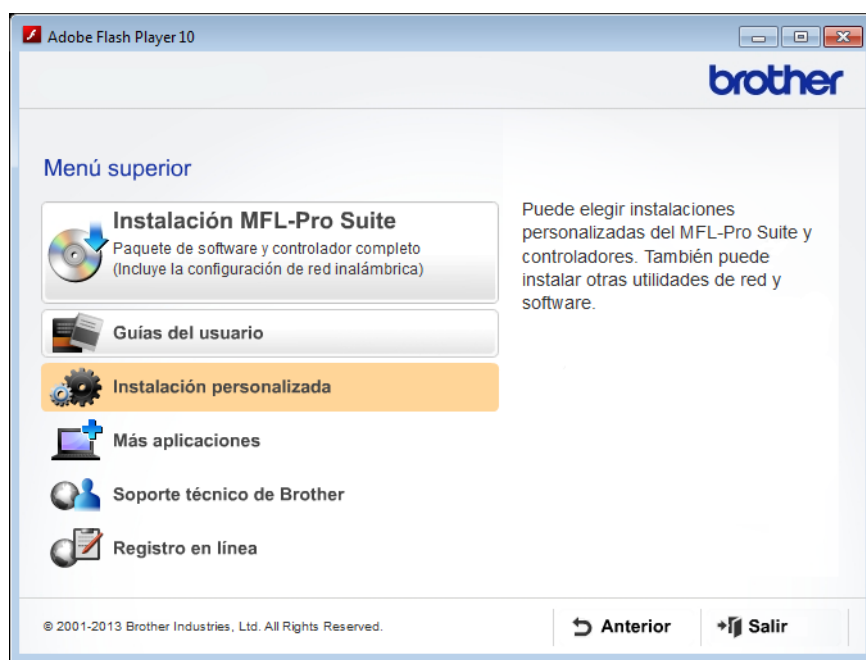 Adobe Flash Player 10
brother
Menú superior
Instalación MFL-Pro Suite
Paquete de software y controlador completo
(Incluye la configuración de red inalámbrica)
Guías del usuario
Instalación personalizada
Más aplicaciones
Soporte técnico de Brother
Registro en línea
Puede elegir instalaciones
personalizadas del MFL-Pro Suite y
controladores. También puede
instalar otras utilidades de red y
software.
© 2001-2013 Brother Industries, Ltd. All Rights Reserved.
Anterior
Salir